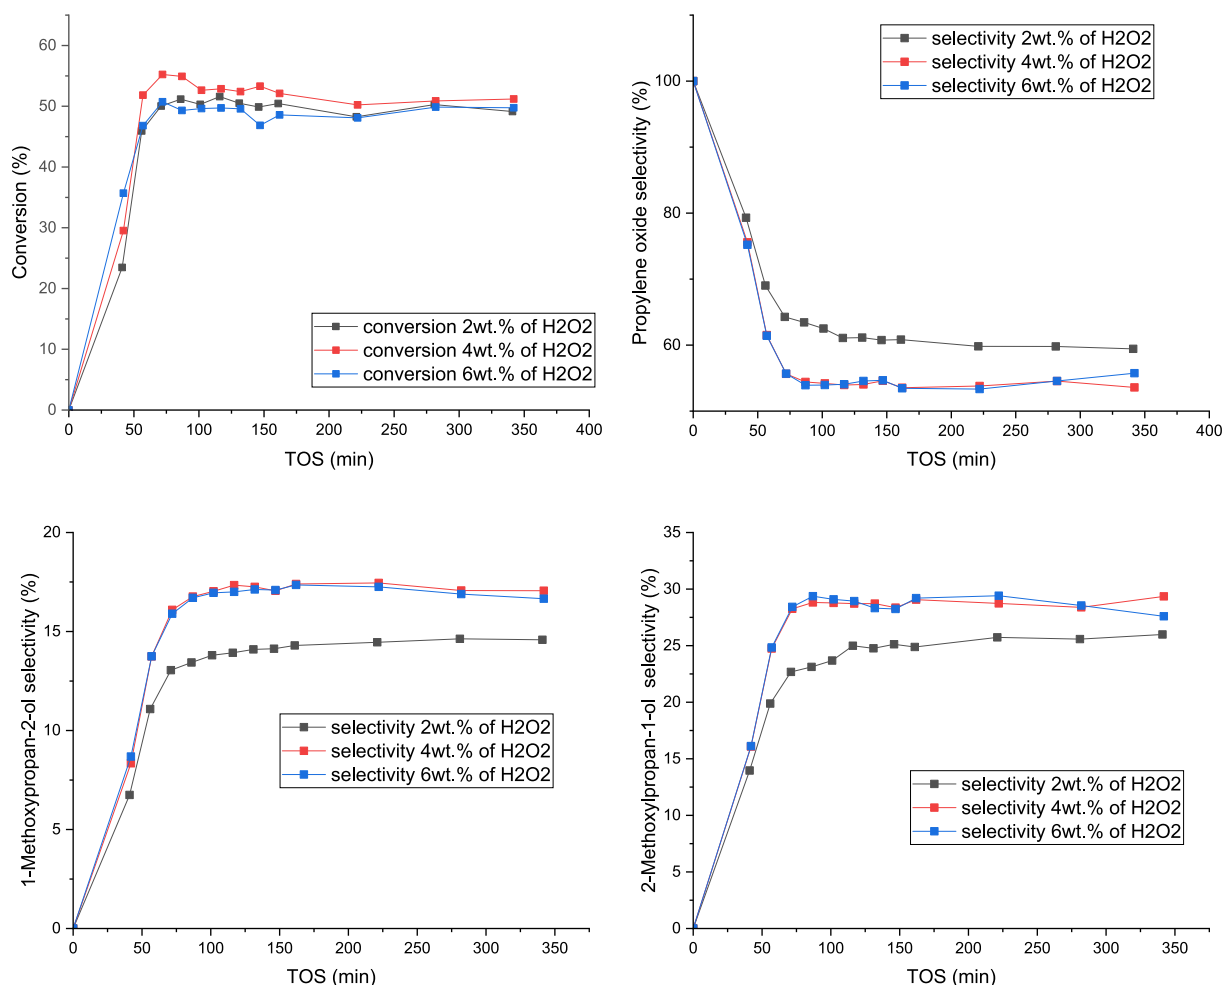 60
50
40
30
20
10
0
Conversion (%)
conversion 2wt.% of H2O2
conversion 4wt.% of H2O2
conversion 6wt.% of H2O2
0 50 100 150 200 250 300 350 400
TOS (min)
100
80
60
Propylene oxide selectivity (%)
selectivity 2wt.% of H2O2
selectivity 4wt.% of H2O2
selectivity 6wt.% of H2O2
0 50 100 150 200 250 300 350 400
TOS (min)
20
15
10
5
0
1-Methoxypropan-2-ol selectivity (%)
selectivity 2wt.% of H2O2
selectivity 4wt.% of H2O2
selectivity 6wt.% of H2O2
0 50 100 150 200 250 300 350
TOS (min)
35
30
25
20
15
10
5
0
2-Methoxylpropan-1-ol selectivity (%)
selectivity 2wt.% of H2O2
selectivity 4wt.% of H2O2
selectivity 6wt.% of H2O2
0 50 100 150 200 250 300 350
TOS (min)